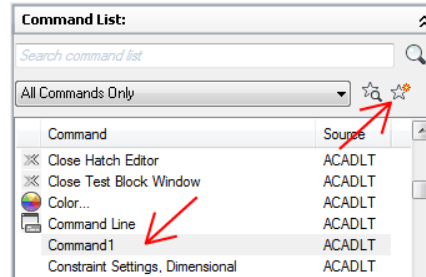 Command List:
Search command list
All Commands Only
Command Source
Close Hatch Editor ACADLT
Close Test Block Window ACADLT
Color... ACADLT
Command Line ACADLT
Command1 ACADLT
Constraint Settings, Dimensional ACADLT